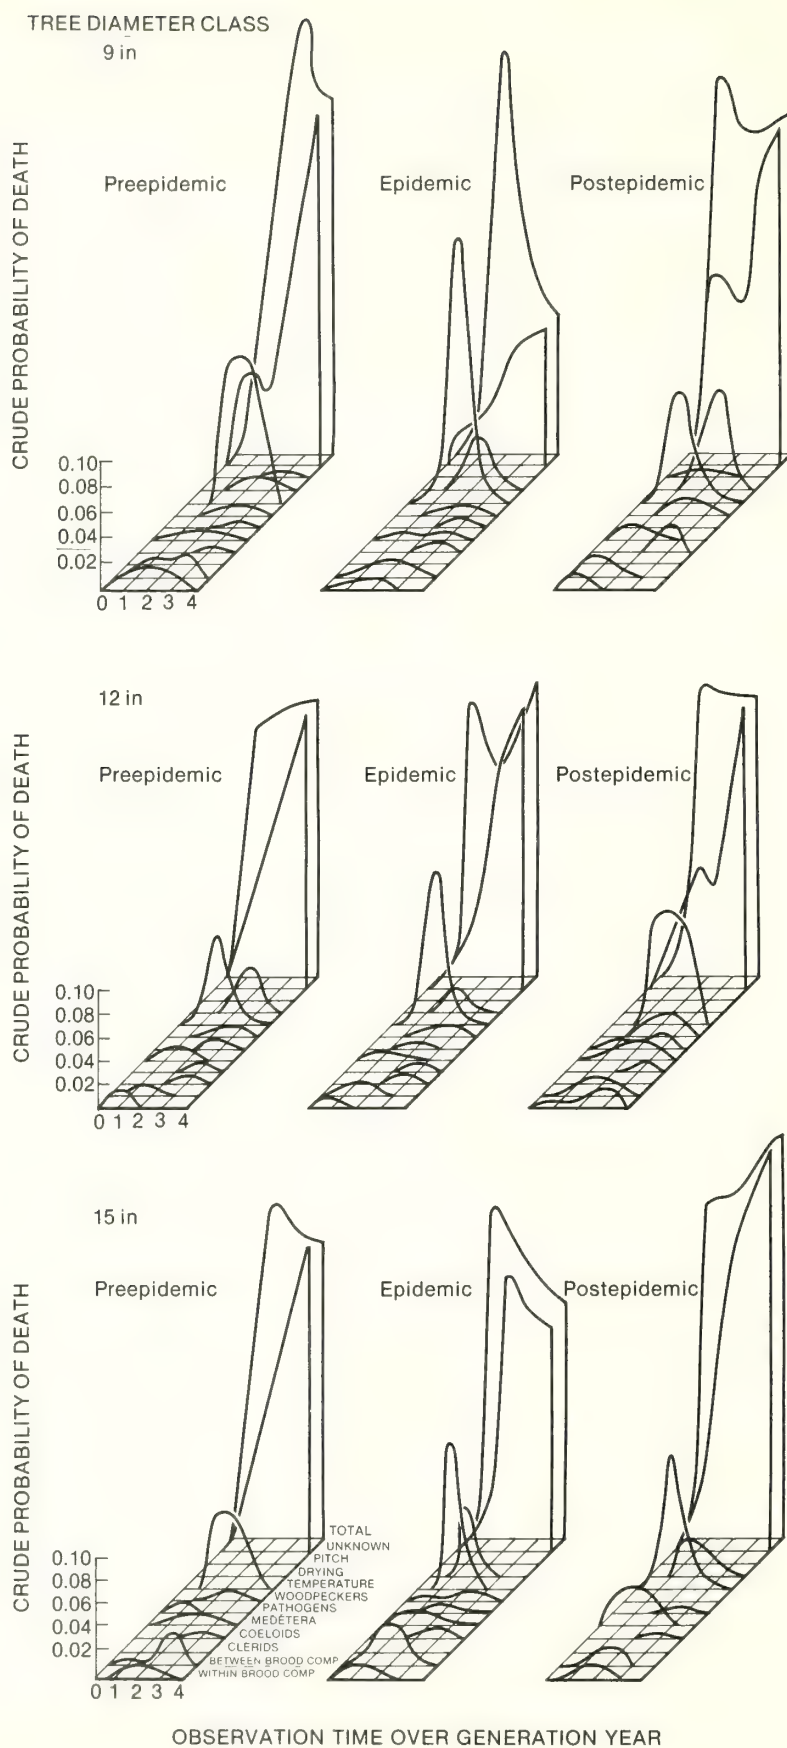 TREE DIAMETER CLASS
9 in
Preepidemic
Epidemic
Postepidemic
CRUDE PROBABILITY OF DEATH
0.10
0.08
0.06
0.04
0.02
0 1 2 3 4
12 in
Preepidemic
Epidemic
Postepidemic
CRUDE PROBABILITY OF DEATH
0.10
0.08
0.06
0.04
0.02
0 1 2 3 4
15 in
Preepidemic
Epidemic
Postepidemic
CRUDE PROBABILITY OF DEATH
0.10
0.08
0.06
0.04
0.02
0 1 2 3 4
TOTAL
UNKNOWN
PITCH
DRYING
TEMPERATURE
WOODPECKERS
PATHOGENS
MEDETERA
COELOIDS
CLERIDS
BETWEEN BROOD COMP
WITHIN BROOD COMP
OBSERVATION TIME OVER GENERATION YEAR